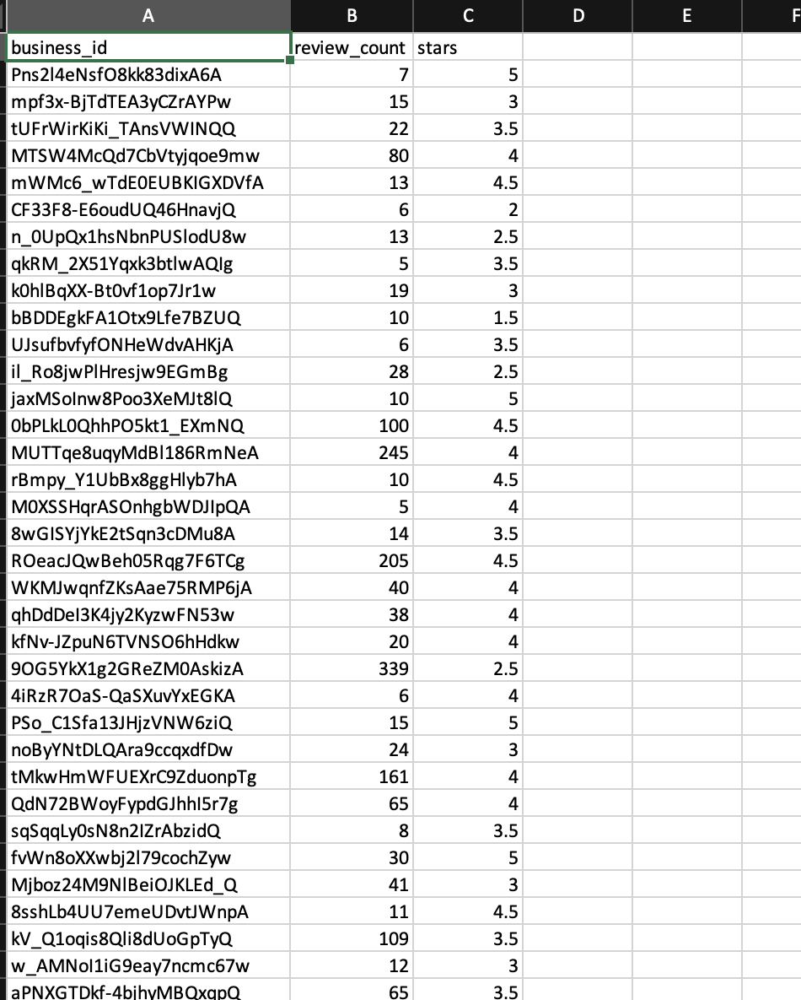 A B C D E F
business_id review_count stars
Pns2l4eNsfO8kk83dixA6A 7 5
mpf3x-BjTdTEA3yCZrAYPw 15 3
tUFrWirKiKi_TAnsVWINQQ 22 3.5
MTSW4McQd7CbVtyjqoe9mw 80 4
mWMc6_wTdE0EUBKIGXDVfA 13 4.5
CF33F8-E6oudUQ46HnavjQ 6 2
n_0UpQx1hsNbnPUSlodU8w 13 2.5
qkRM_2X51Yqxk3btlwAQIg 5 3.5
k0hlBqXX-Bt0vf1op7Jr1w 19 3
bBDDEgkFA1Otx9Lfe7BZUQ 10 1.5
UJsufbvfyfONHeWdvAHKjA 6 3.5
il_Ro8jwPlHresjw9EGmBg 28 2.5
jaxMSoInw8Poo3XeMJt8lQ 10 5
0bPLkL0QhhPO5kt1_EXmNQ 100 4.5
MUTTqe8uqyMdBl186RmNeA 245 4
rBmpy_Y1UbBx8ggHlyb7hA 10 4.5
M0XSSHqrASOnhgbWDJIpQA 5 4
8wGISYjYkE2tSqn3cDMu8A 14 3.5
ROeacJQwBeh05Rqg7F6TCg 205 4.5
WKMJwqnfZKsAae75RMP6jA 40 4
qhDdDeI3K4jy2KyzwFN53w 38 4
kfNv-JZpuN6TVNSO6hHdkw 20 4
9OG5YkX1g2GReZM0AskizA 339 2.5
4iRzR7OaS-QaSXuvYxEGKA 6 4
PSo_C1Sfa13JHjzVNW6ziQ 15 5
noByYNtDLQAra9ccqxdfDw 24 3
tMkwHmWFUEXrC9ZduonpTg 161 4
QdN72BWoyFypdGJhhI5r7g 65 4
sqSqqLy0sN8n2IZrAbzidQ 8 3.5
fvWn8oXXwbj2l79cochZyw 30 5
Mjboz24M9NlBeiOJKLEd_Q 41 3
8sshLb4UU7emeUDvtJWnpA 11 4.5
kV_Q1oqis8Qli8dUoGpTyQ 109 3.5
w_AMNoI1iG9eay7ncmc67w 12 3
aPNXGTDkf-4bjhyMBQxqpQ 65 3.5